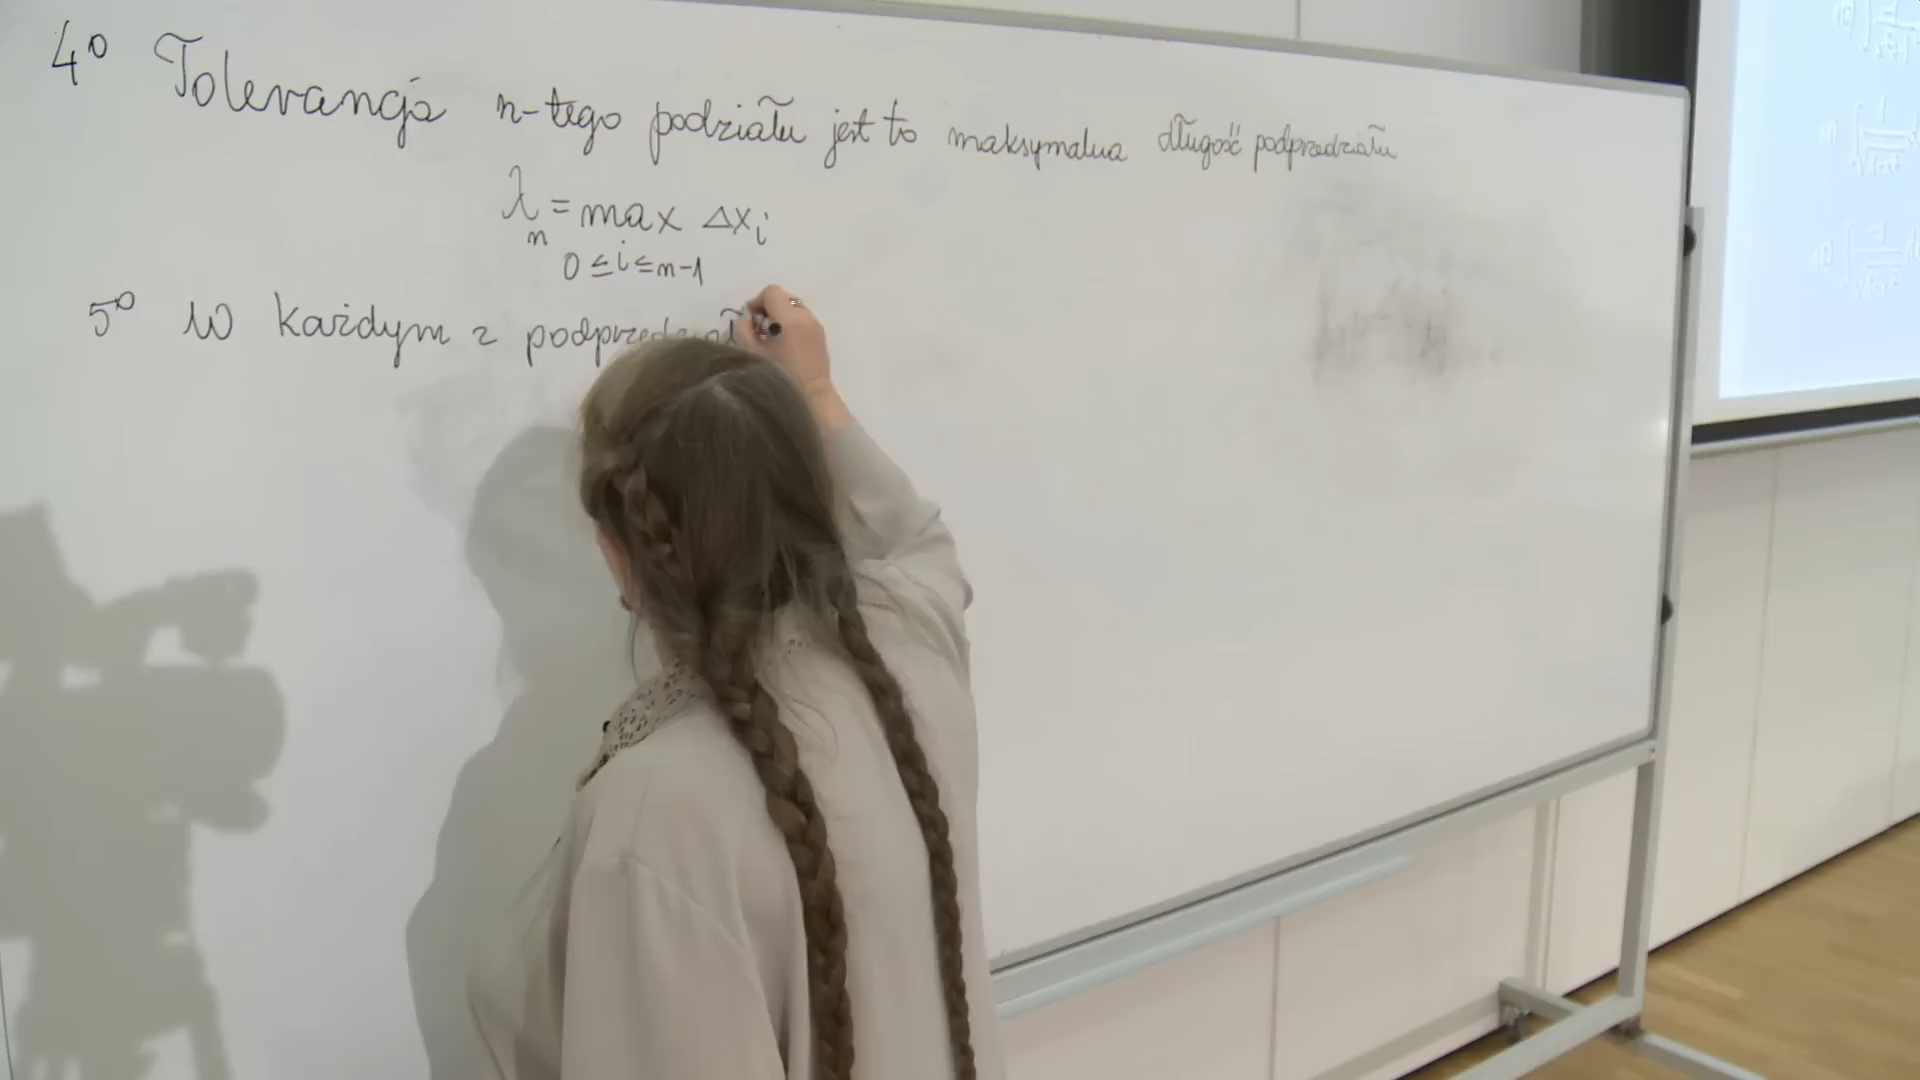 4° Tolerancja n-tego podziału jest to maksymalna długość podprzedziału
λₙ = max Δxᵢ
0 ≤ i ≤ n-1
5° W każdym z